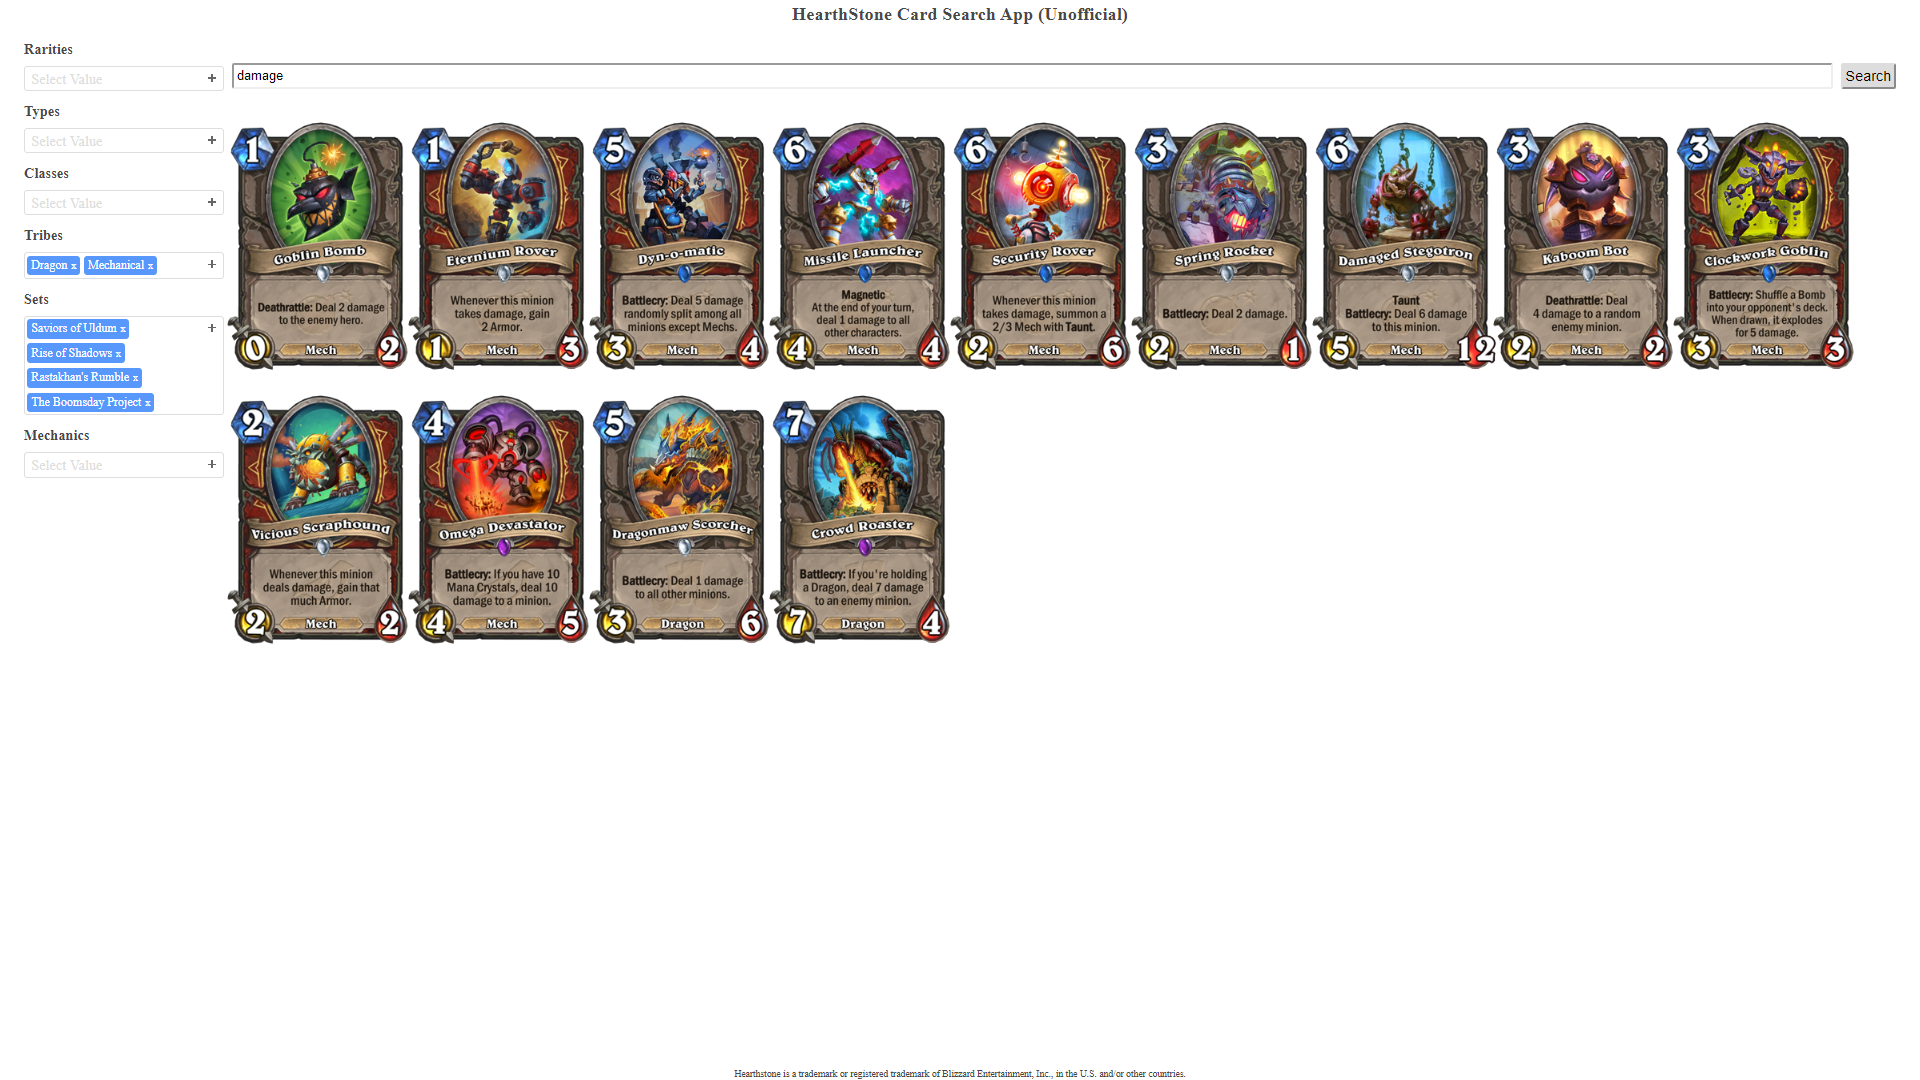 HearthStone Card Search App (Unofficial)
Rarities
Select Value +
damage
Search
Types
Select Value +
Classes
Select Value +
Tribes
Dragon x Mechanical x +
Sets
Saviors of Uldum x +
Rise of Shadows x
Rastakhan's Rumble x
The Boomsday Project x
Mechanics
Select Value +
1
Goblin Bomb
Deathrattle: Deal 2 damage
to the enemy hero.
0 Mech 2
1
Eternium Rover
Whenever this minion
takes damage, gain
2 Armor.
1 Mech 3
5
Dyn-o-matic
Battlecry: Deal 5 damage
randomly split among all
minions except Mechs.
3 Mech 4
6
Missile Launcher
Magnetic
At the end of your turn,
deal 1 damage to all
other characters.
4 Mech 4
6
Security Rover
Whenever this minion
takes damage, summon a
2/3 Mech with Taunt.
2 Mech 6
3
Spring Rocket
Battlecry: Deal 2 damage.
2 Mech 1
6
Damaged Stegotron
Taunt
Battlecry: Deal 6 damage
to this minion.
5 Mech 12
3
Kaboom Bot
Deathrattle: Deal
4 damage to a random
enemy minion.
2 Mech 2
3
Clockwork Goblin
Battlecry: Shuffle a Bomb
into your opponent's deck.
When drawn, it explodes
for 5 damage.
3 Mech 3
2
Vicious Scraphound
Whenever this minion
deals damage, gain that
much Armor.
2 Mech 2
4
Omega Devastator
Battlecry: If you have 10
Mana Crystals, deal 10
damage to a minion.
4 Mech 5
5
Dragonmaw Scorcher
Battlecry: Deal 1 damage
to all other minions.
3 Dragon 6
7
Crowd Roaster
Battlecry: If you're holding
a Dragon, deal 7 damage
to an enemy minion.
7 Dragon 4
Hearthstone is a trademark or registered trademark of Blizzard Entertainment, Inc., in the U.S. and/or other countries.